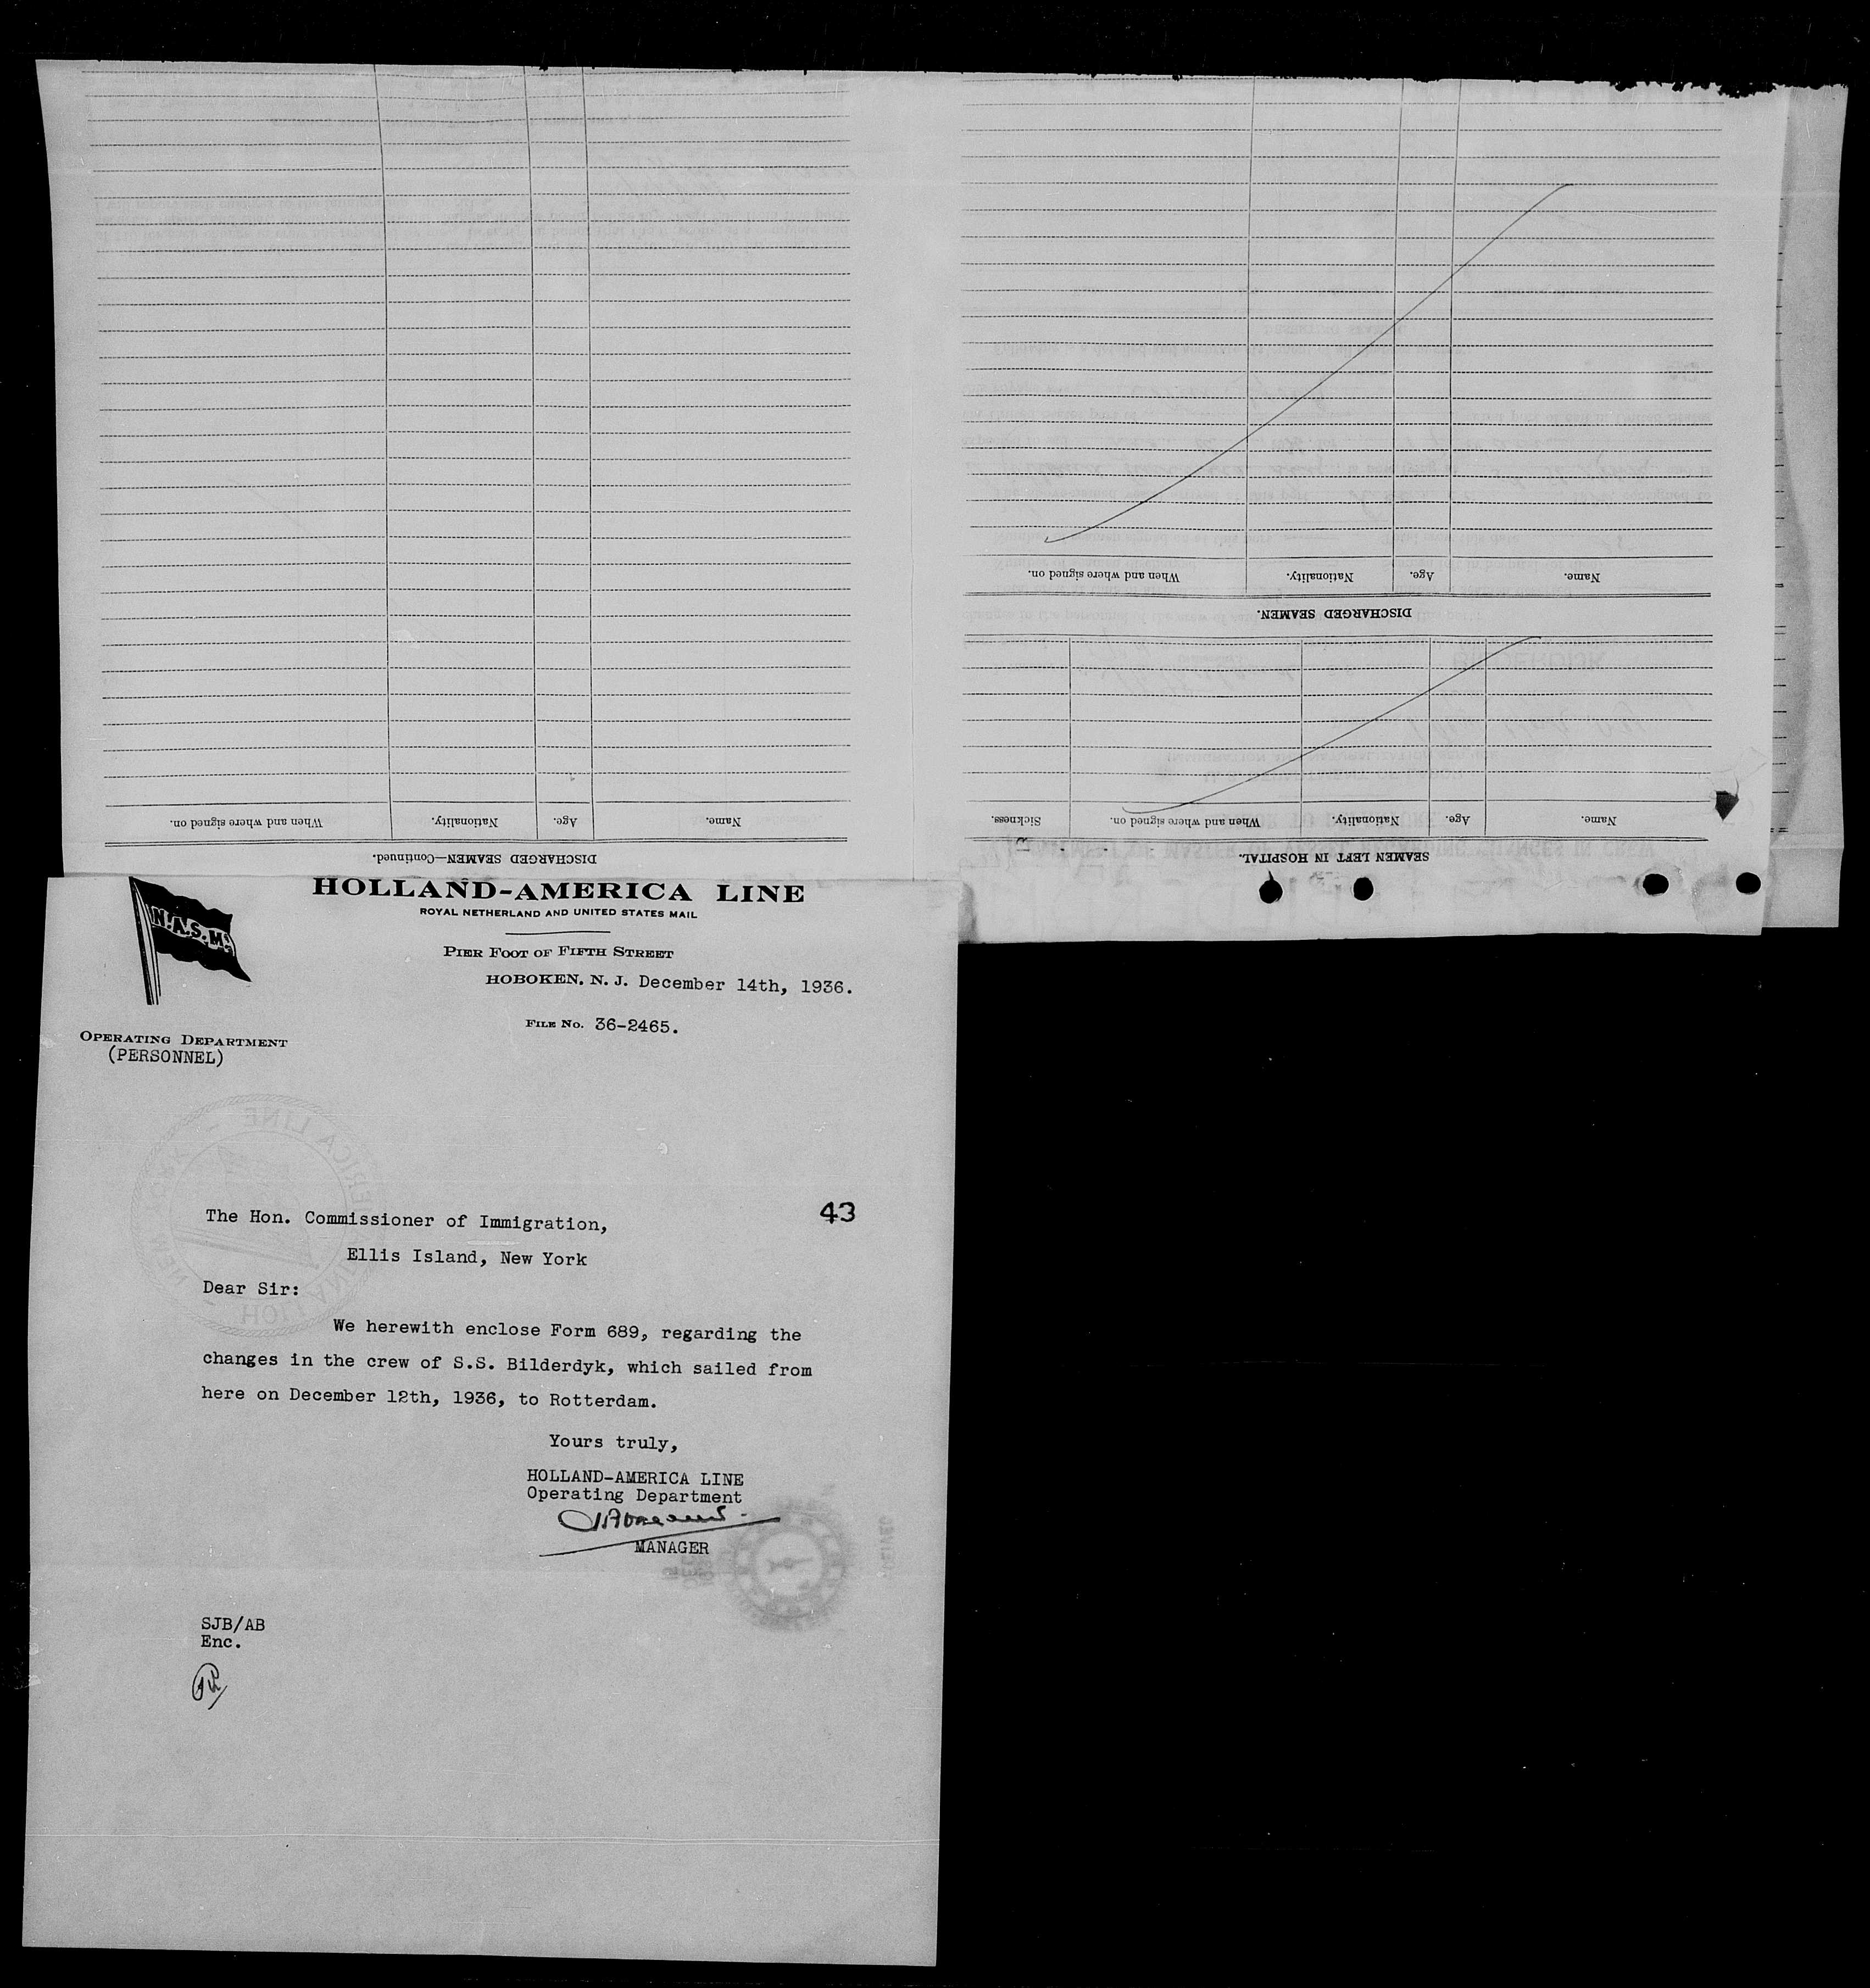 DISCHARGED SEAMEN—Continued.
Name.
Age.
Nationality.
When and where signed on.
SEAMEN LEFT IN HOSPITAL.
Name.
Age.
Nationality.
When and where signed on.
Sickness.
DISCHARGED SEAMEN.
Name.
Age.
Nationality.
When and where signed on.
N.A.S.M.
HOLLAND-AMERICA LINE
ROYAL NETHERLAND AND UNITED STATES MAIL
PIER FOOT OF FIFTH STREET
HOBOKEN, N. J. December 14th, 1936.
FILE NO. 36-2465.
OPERATING DEPARTMENT
(PERSONNEL)
43
The Hon. Commissioner of Immigration,
Ellis Island, New York
Dear Sir:
We herewith enclose Form 689, regarding the
changes in the crew of S.S. Bilderdyk, which sailed from
here on December 12th, 1936, to Rotterdam.
Yours truly,
HOLLAND-AMERICA LINE
Operating Department
MANAGER
SJB/AB
Enc.